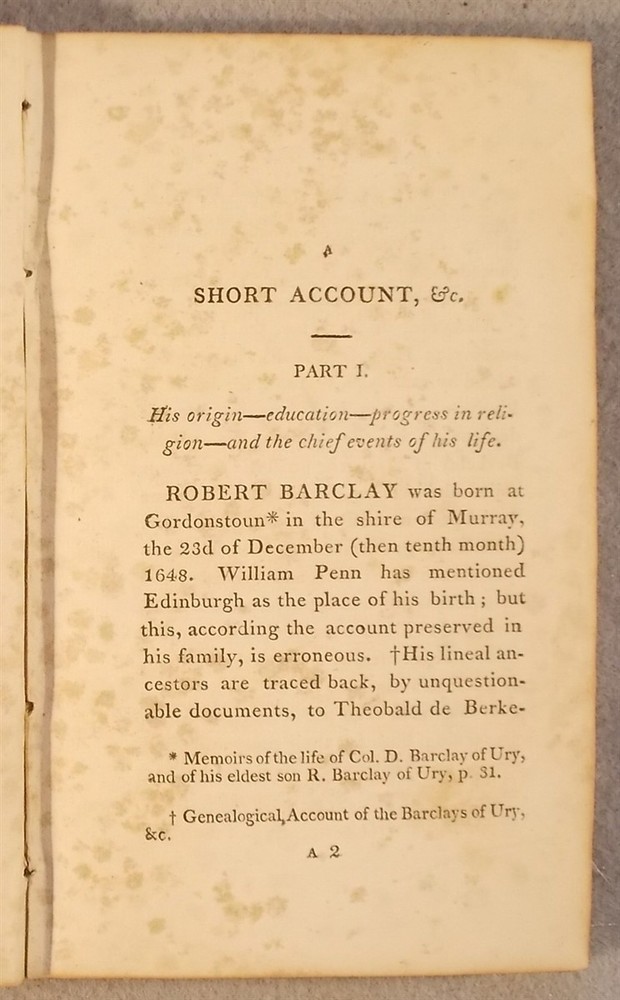 A
SHORT ACCOUNT, &c.
PART I.
His origin—education—progress in reli-
gion—and the chief events of his life.
ROBERT BARCLAY was born at
Gordonstoun* in the shire of Murray,
the 23d of December (then tenth month)
1648. William Penn has mentioned
Edinburgh as the place of his birth; but
this, according the account preserved in
his family, is erroneous. †His lineal an-
cestors are traced back, by unquestion-
able documents, to Theobald de Berke-
* Memoirs of the life of Col. D. Barclay of Ury,
and of his eldest son R. Barclay of Ury, p. 31.
† Genealogical, Account of the Barclays of Ury,
&c.
A 2